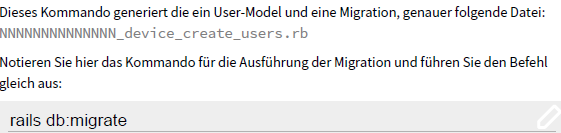 Dieses Kommando generiert die ein User-Model und eine Migration, genauer folgende Datei:
NNNNNNNNNNNNNN_device_create_users.rb
Notieren Sie hier das Kommando für die Ausführung der Migration und führen Sie den Befehl
gleich aus:
rails db:migrate